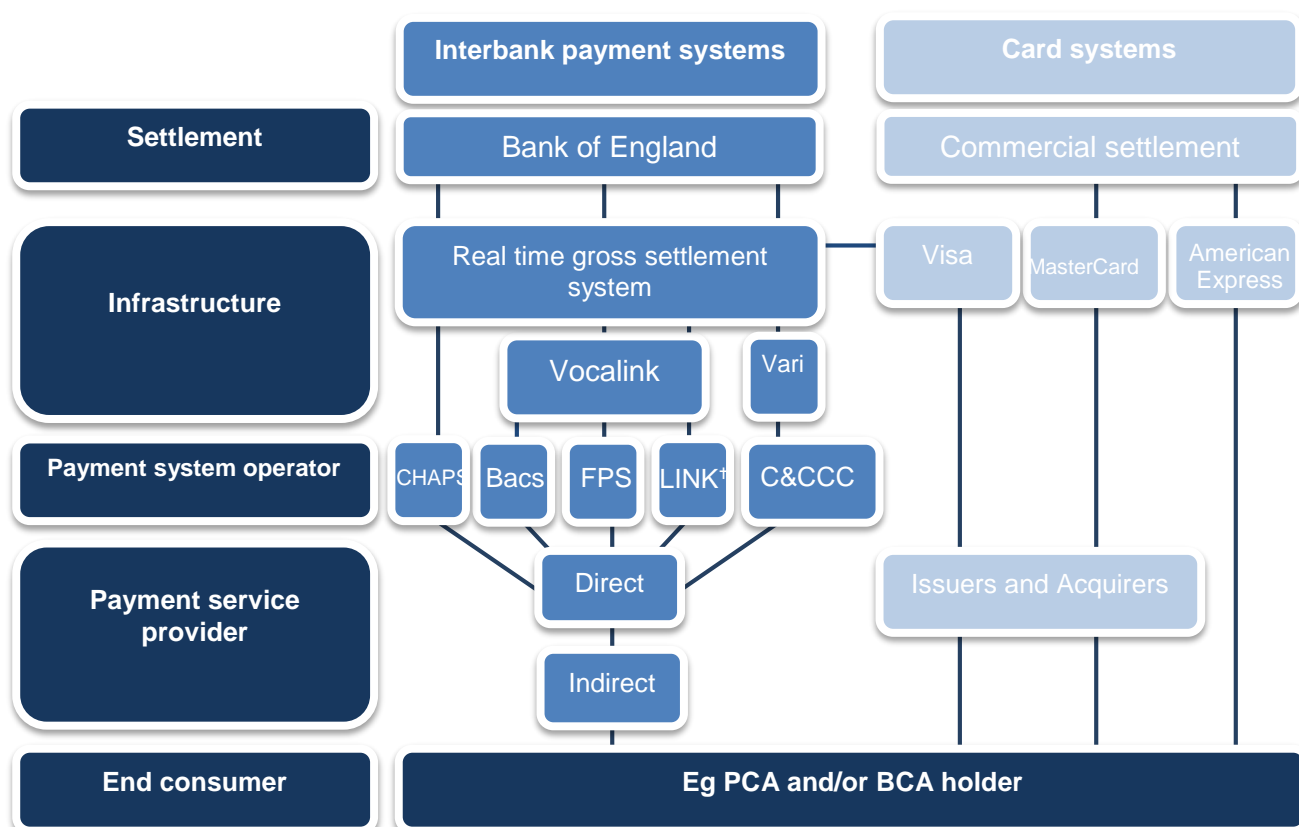 Interbank payment systems
Card systems
Settlement
Bank of England
Commercial settlement
Infrastructure
Real time gross settlement
system
Visa
MasterCard
American
Express
Vocalink
Vari
Payment system operator
CHAPS
Bacs
FPS
LINK†
C&CCC
Payment service
provider
Direct
Issuers and Acquirers
Indirect
End consumer
Eg PCA and/or BCA holder